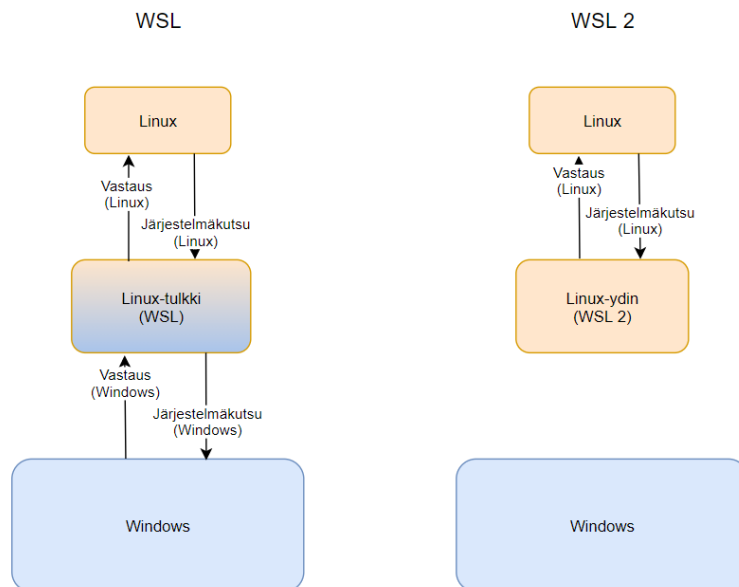 WSL
Linux
Vastaus
(Linux)
Järjestelmäkutsu
(Linux)
Linux-tulkki
(WSL)
Vastaus
(Windows)
Järjestelmäkutsu
(Windows)
Windows
WSL 2
Linux
Vastaus
(Linux)
Järjestelmäkutsu
(Linux)
Linux-ydin
(WSL 2)
Windows